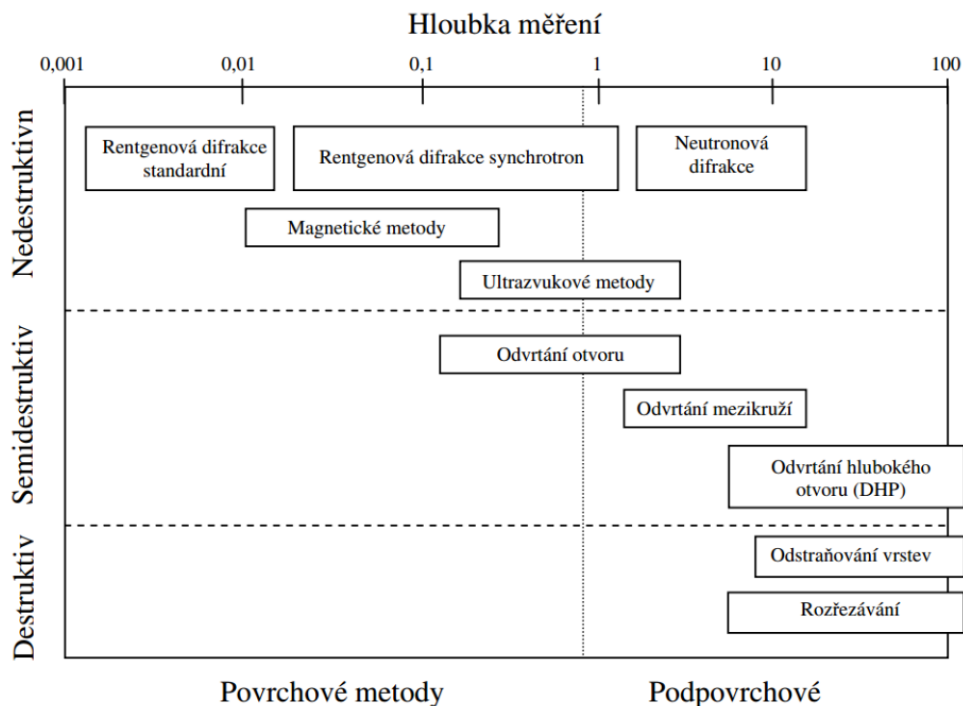 Hloubka měření
0,001 0,01 0,1 1 10 100
Nedestruktivn
Rentgenová difrakce
standardní
Rentgenová difrakce synchrotron
Neutronová
difrakce
Magnetické metody
Ultrazvukové metody
Semidestruktiv
Odvrtání otvoru
Odvrtání mezikruží
Odvrtání hlubokého
otvoru (DHP)
Destruktiv
Odstraňování vrstev
Rozřezávání
Povrchové metody Podpovrchové